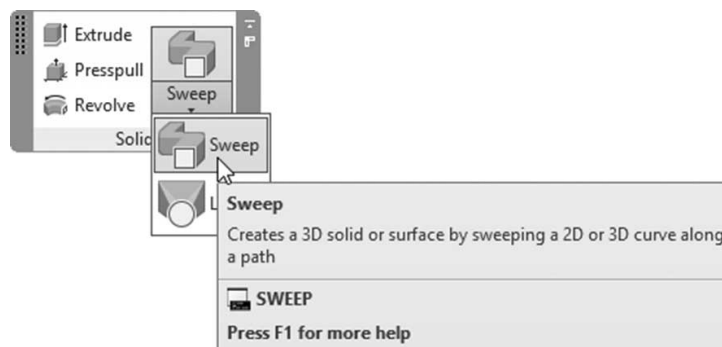 Extrude
Presspull
Revolve
Sweep
Sweep
Sweep
Creates a 3D solid or surface by sweeping a 2D or 3D curve along
a path
SWEEP
Press F1 for more help